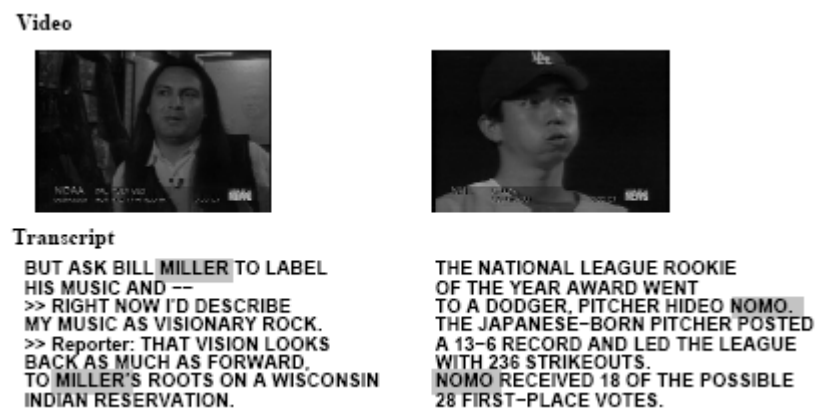 Video
LA
NEWS
NEWS
Transcript
BUT ASK BILL MILLER TO LABEL
HIS MUSIC AND --
>> RIGHT NOW I'D DESCRIBE
MY MUSIC AS VISIONARY ROCK.
>> Reporter: THAT VISION LOOKS
BACK AS MUCH AS FORWARD,
TO MILLER'S ROOTS ON A WISCONSIN
INDIAN RESERVATION.
THE NATIONAL LEAGUE ROOKIE
OF THE YEAR AWARD WENT
TO A DODGER, PITCHER HIDEO NOMO.
THE JAPANESE-BORN PITCHER POSTED
A 13-6 RECORD AND LED THE LEAGUE
WITH 236 STRIKEOUTS.
NOMO RECEIVED 18 OF THE POSSIBLE
28 FIRST-PLACE VOTES.